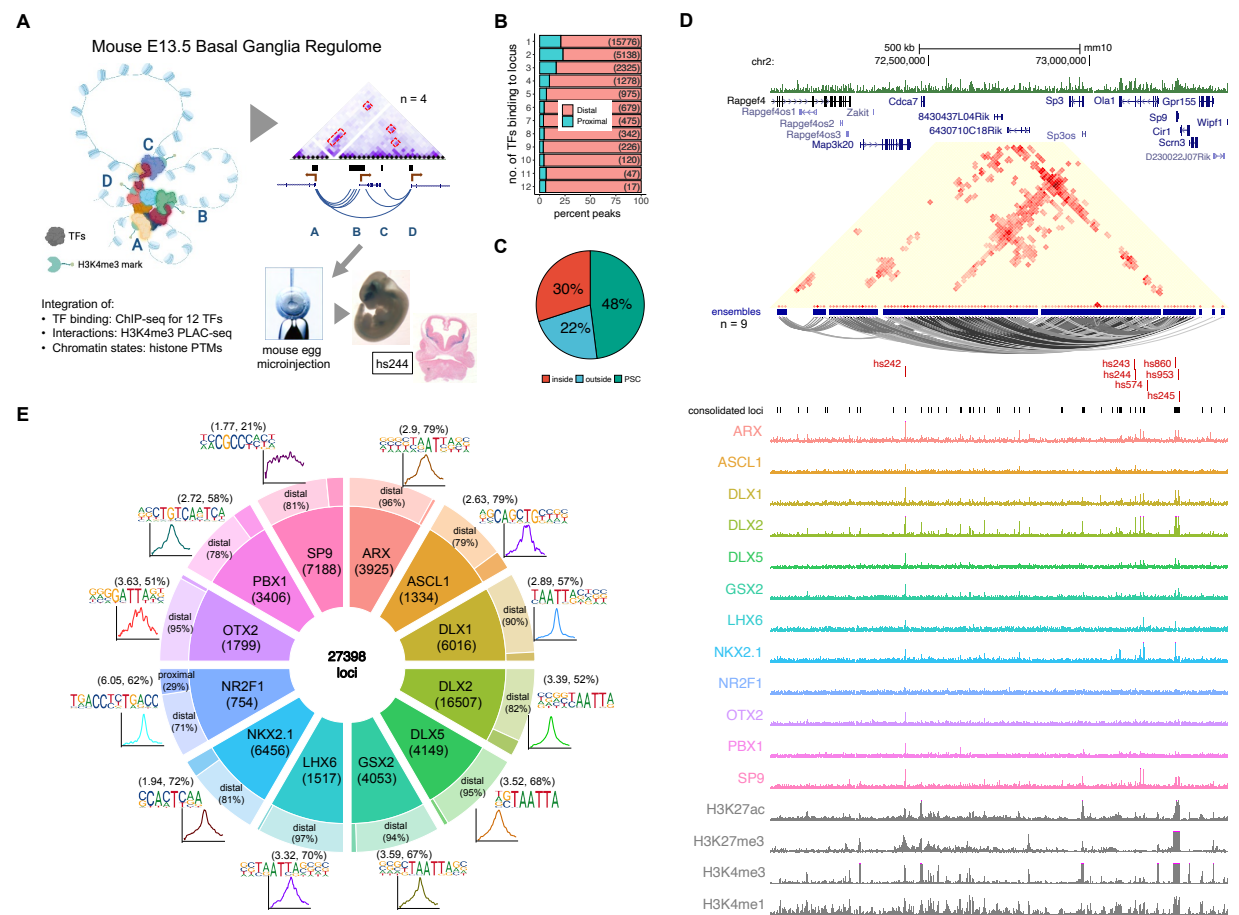 A
Mouse E13.5 Basal Ganglia Regulome
C
D
B
A
TFs
H3K4me3 mark
n = 4
A B C D
Integration of:
• TF binding: ChIP-seq for 12 TFs
• Interactions: H3K4me3 PLAC-seq
• Chromatin states: histone PTMs
mouse egg
microinjection
hs244
B
no. of TFs binding to locus
1 (15776)
2 (5138)
3 (2325)
4 (1278)
5 (975)
6 (679)
7 (475)
8 (342)
9 (226)
10 (120)
11 (47)
12 (17)
Distal
Proximal
0 25 50 75 100
percent peaks
C
30%
48%
22%
inside outside PSC
D
500 kb mm10
chr2: 72,500,000 73,000,000
Rapgef4 Cdca7 Sp3 Ola1 Gpr155
Rapgef4os1 Zakit 8430437L04Rik Sp9 Wipf1
Rapgef4os2 6430710C18Rik Sp3os Cir1
Rapgef4os3 Scrn3
Map3k20 D230022J07Rik
ensembles
n = 9
hs242 hs243 hs860
hs244 hs953
hs574
hs245
consolidated loci
ARX
ASCL1
DLX1
DLX2
DLX5
GSX2
LHX6
NKX2.1
NR2F1
OTX2
PBX1
SP9
H3K27ac
H3K27me3
H3K4me3
H3K4me1
E
27398
loci
(2.9, 79%)
distal
(96%)
ARX
(3925)
(2.63, 79%)
distal
(79%)
ASCL1
(1334)
(2.89, 57%)
distal
(90%)
DLX1
(6016)
(3.39, 52%)
distal
(82%)
DLX2
(16507)
(3.52, 68%)
distal
(95%)
DLX5
(4149)
(3.59, 67%)
distal
(94%)
GSX2
(4053)
(3.32, 70%)
distal
(97%)
LHX6
(1517)
(1.94, 72%)
distal
(81%)
NKX2.1
(6456)
(6.05, 62%)
proximal
(29%)
distal
(71%)
NR2F1
(754)
(3.63, 51%)
distal
(95%)
OTX2
(1799)
(2.72, 58%)
distal
(78%)
PBX1
(3406)
(1.77, 21%)
distal
(81%)
SP9
(7188)